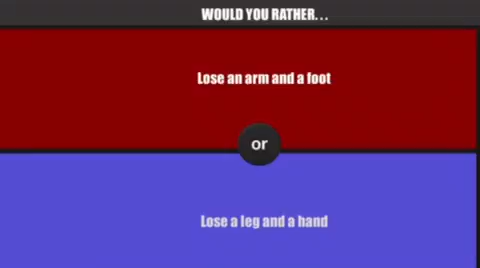 WOULD YOU RATHER...
Lose an arm and a foot
or
Lose a leg and a hand